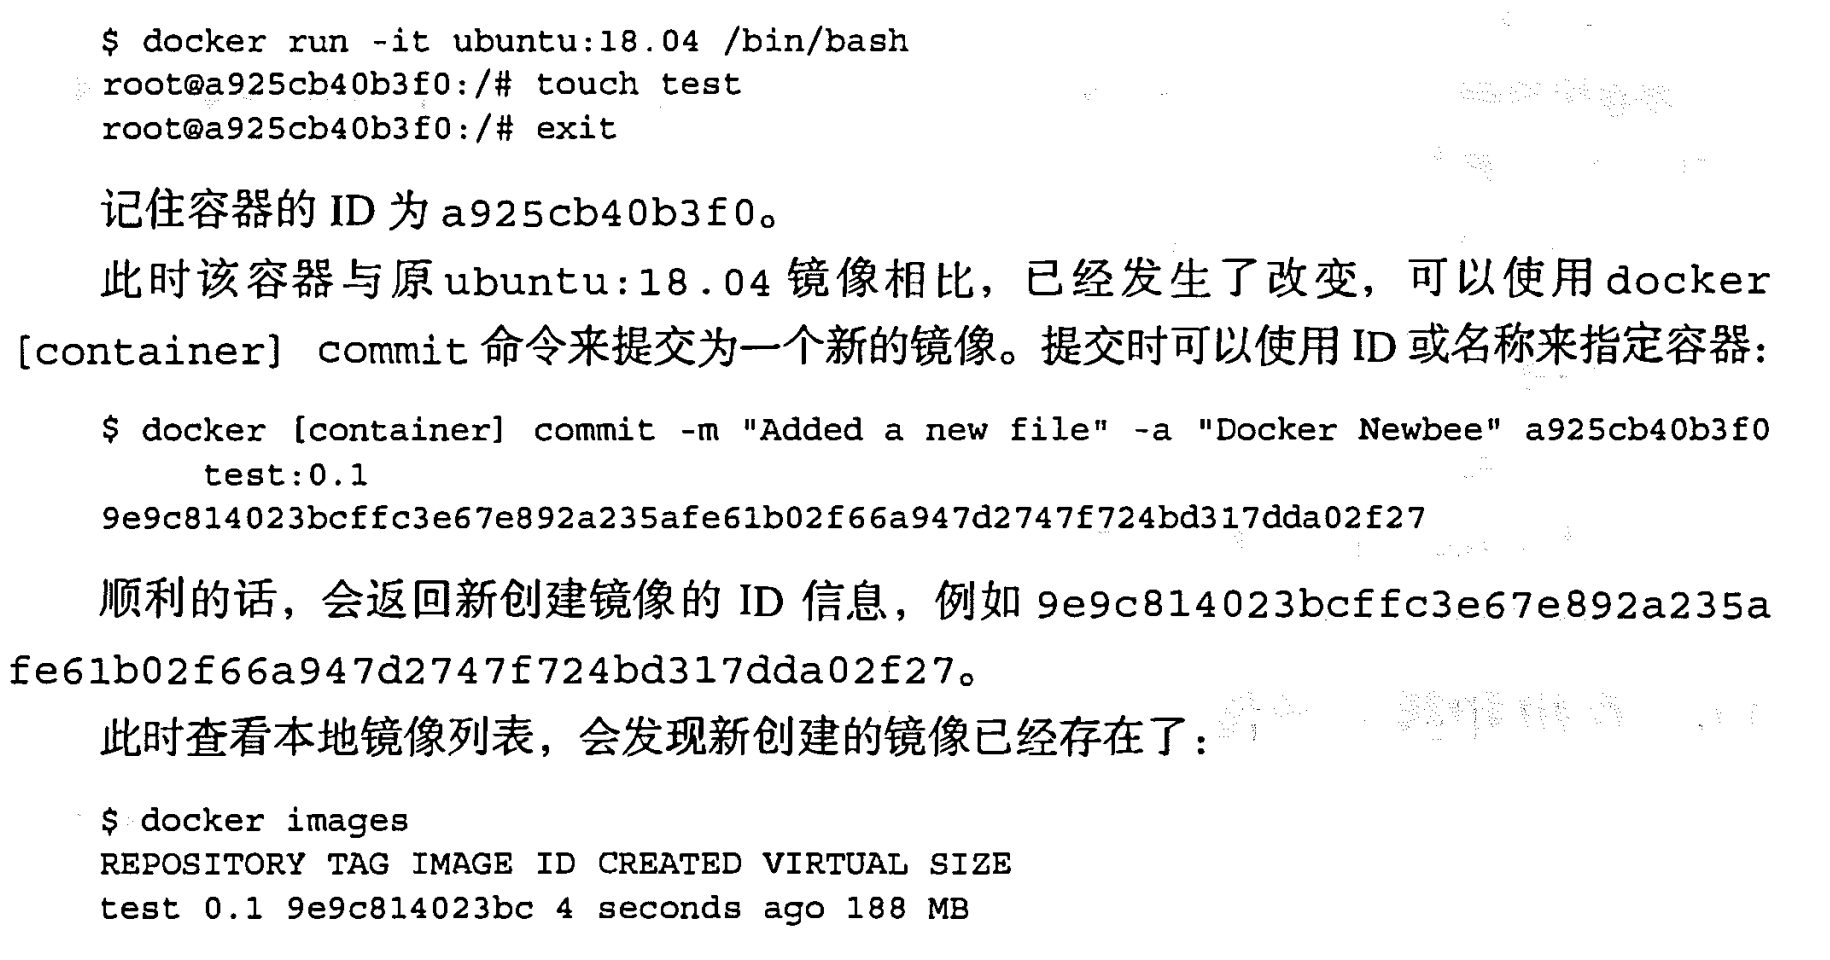 $ docker run -it ubuntu:18.04 /bin/bash
root@a925cb40b3f0:/# touch test
root@a925cb40b3f0:/# exit
记住容器的 ID 为 a925cb40b3f0。
此时该容器与原 ubuntu:18.04 镜像相比，已经发生了改变，可以使用 docker
[container] commit 命令来提交为一个新的镜像。提交时可以使用 ID 或名称来指定容器：
$ docker [container] commit -m "Added a new file" -a "Docker Newbee" a925cb40b3f0
test:0.1
9e9c814023bcffc3e67e892a235afe61b02f66a947d2747f724bd317dda02f27
顺利的话，会返回新创建镜像的 ID 信息，例如 9e9c814023bcffc3e67e892a235a
fe61b02f66a947d2747f724bd317dda02f27。
此时查看本地镜像列表，会发现新创建的镜像已经存在了：
$ docker images
REPOSITORY TAG IMAGE ID CREATED VIRTUAL SIZE
test 0.1 9e9c814023bc 4 seconds ago 188 MB